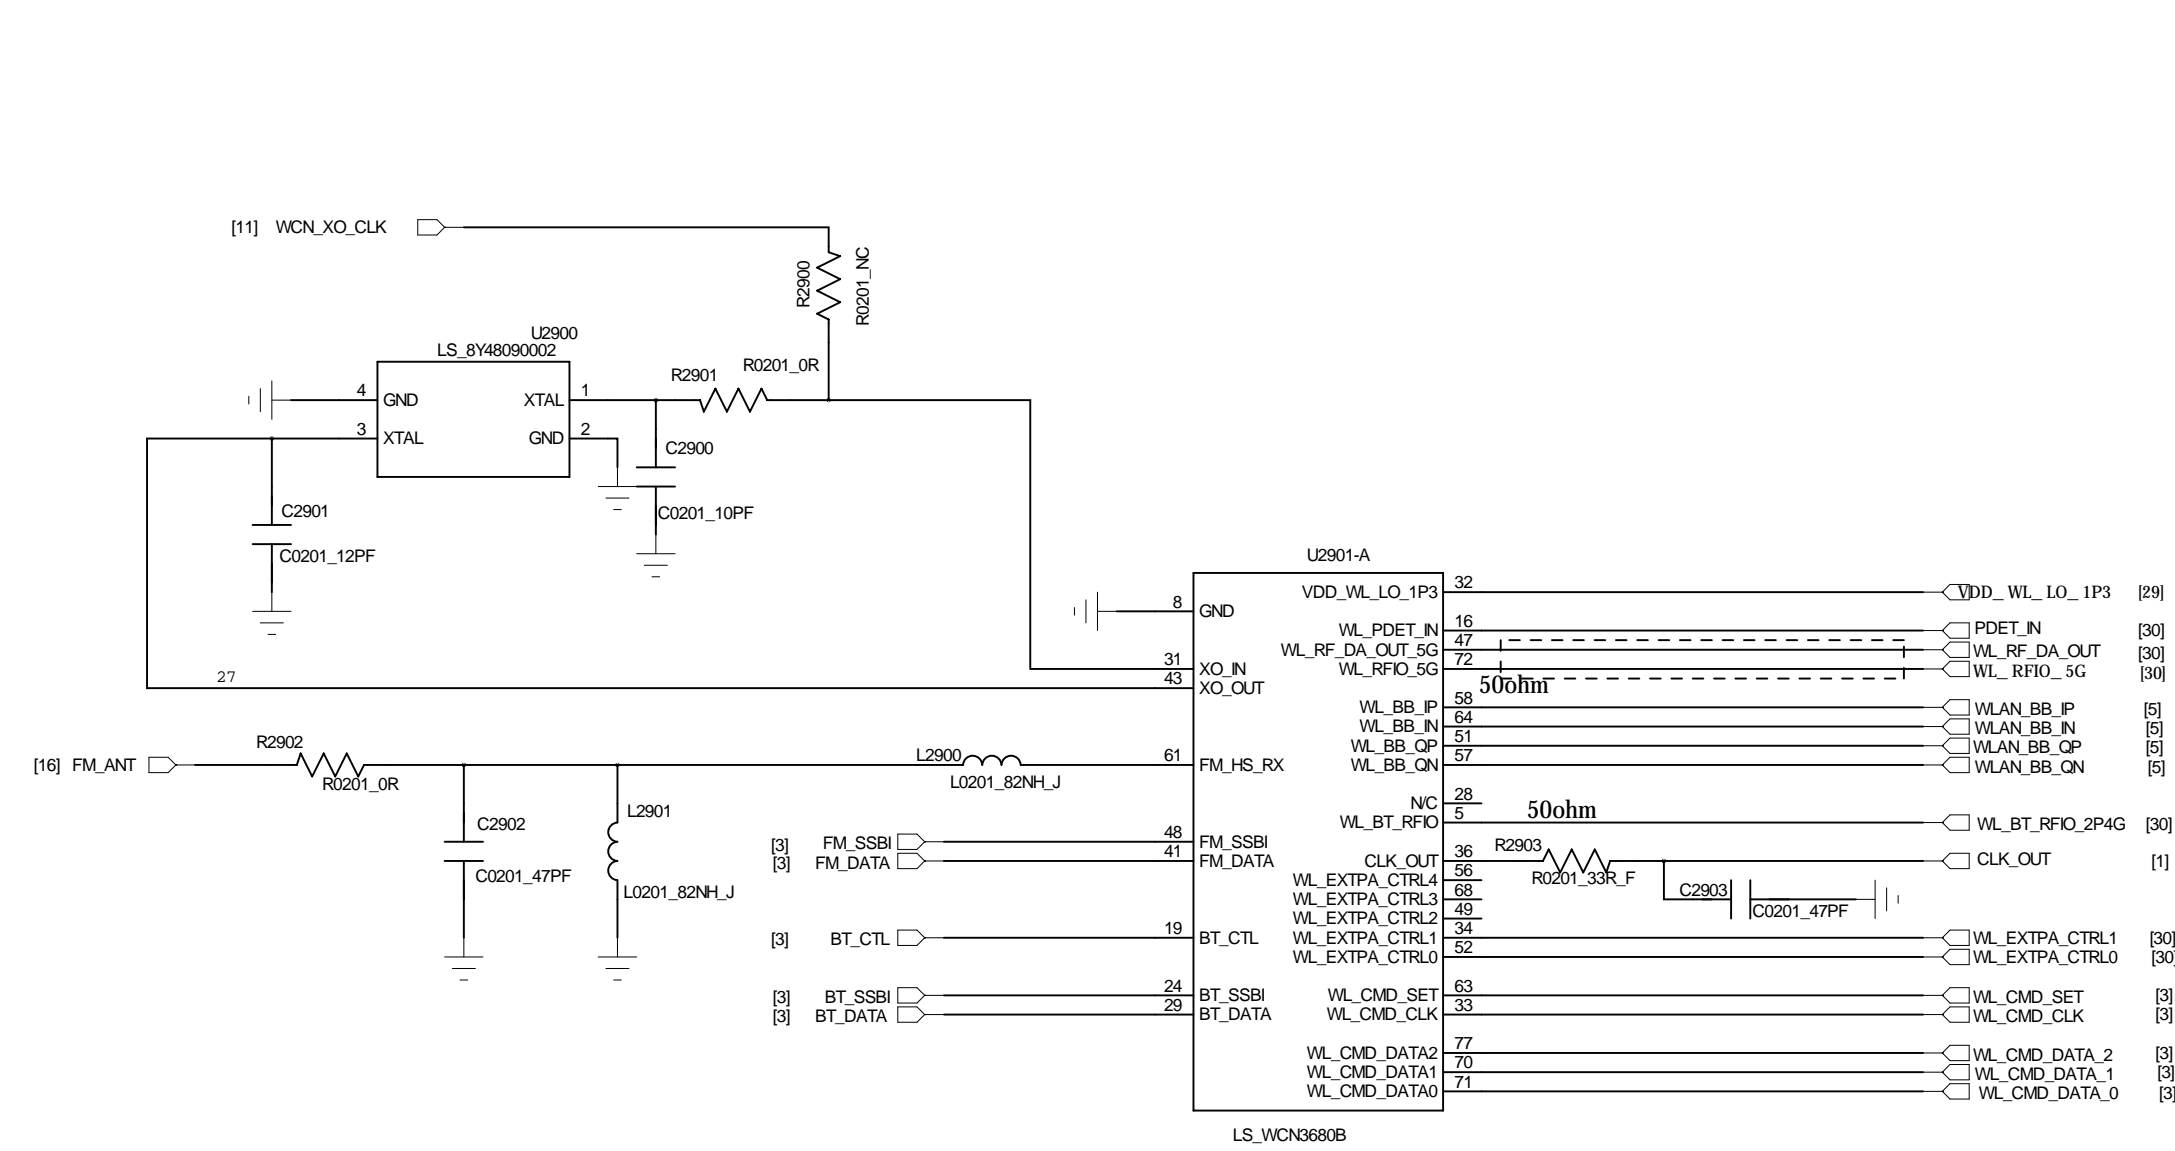 [11] WCN_XO_CLK
R2900
R0201_NC
U2900
LS_8Y48090002
R2901
R0201_0R
4 GND
XTAL 1
3 XTAL
GND 2
C2900
C0201_10PF
C2901
C0201_12PF
27
U2901-A
8 GND
31 XO_IN
43 XO_OUT
[16] FM_ANT
R2902
R0201_0R
L2900
L0201_82NH_J
61 FM_HS_RX
C2902
C0201_47PF
L2901
L0201_82NH_J
[3] FM_SSBI 48 FM_SSBI
[3] FM_DATA 41 FM_DATA
[3] BT_CTL 19 BT_CTL
[3] BT_SSBI 24 BT_SSBI
[3] BT_DATA 29 BT_DATA
VDD_WL_LO_1P3 32 VDD_WL_LO_1P3 [29]
WL_PDET_IN 16 PDET_IN [30]
WL_RF_DA_OUT_5G 47 WL_RF_DA_OUT [30]
WL_RFIO_5G 72 WL_RFIO_5G [30]
50ohm
WL_BB_IP 58 WLAN_BB_IP [5]
WL_BB_IN 64 WLAN_BB_IN [5]
WL_BB_QP 51 WLAN_BB_QP [5]
WL_BB_QN 57 WLAN_BB_QN [5]
N/C 28
50ohm
WL_BT_RFIO 5 WL_BT_RFIO_2P4G [30]
R2903
CLK_OUT 36 CLK_OUT [1]
R0201_33R_F
C2903
C0201_47PF
WL_EXTPA_CTRL4 56
WL_EXTPA_CTRL3 68
WL_EXTPA_CTRL2 49
WL_EXTPA_CTRL1 34 WL_EXTPA_CTRL1 [30]
WL_EXTPA_CTRL0 52 WL_EXTPA_CTRL0 [30]
WL_CMD_SET 63 WL_CMD_SET [3]
WL_CMD_CLK 33 WL_CMD_CLK [3]
WL_CMD_DATA2 77 WL_CMD_DATA_2 [3]
WL_CMD_DATA1 70 WL_CMD_DATA_1 [3]
WL_CMD_DATA0 71 WL_CMD_DATA_0 [3]
LS_WCN3680B